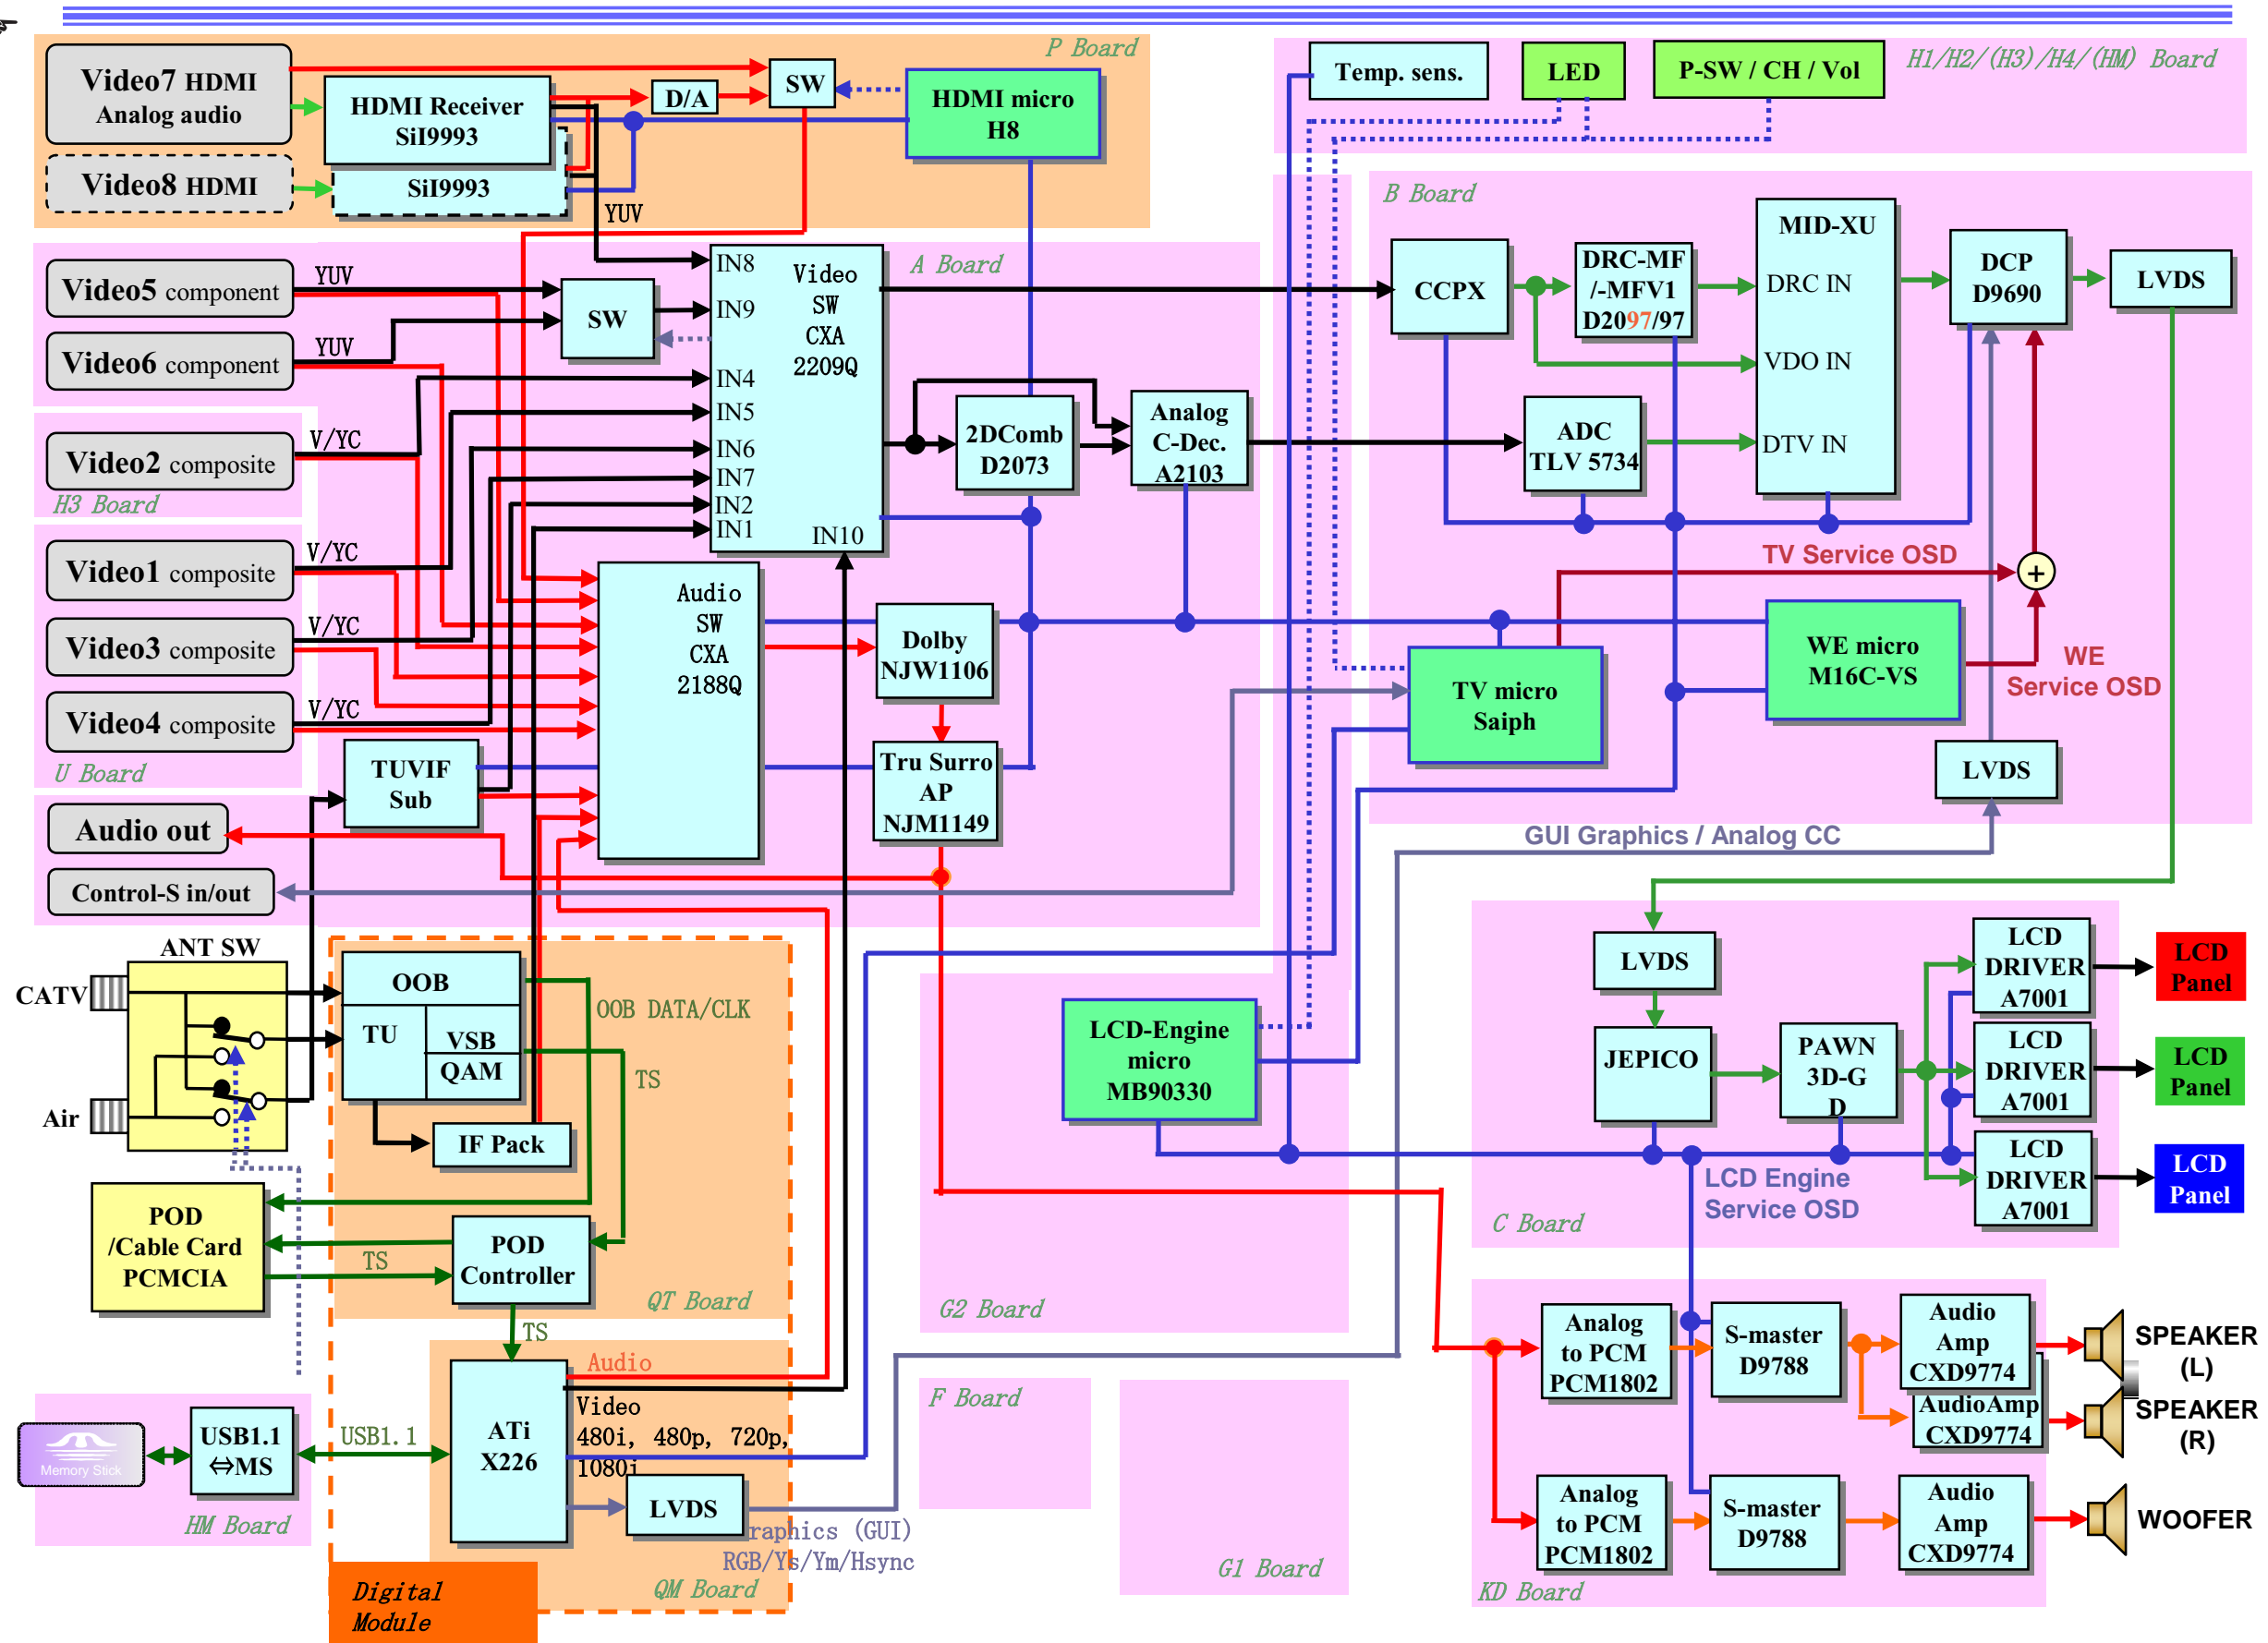 P Board
Video7 HDMI
Analog audio
HDMI Receiver
SiI9993
D/A
SW
HDMI micro
H8
Video8 HDMI
SiI9993
YUV
Temp. sens.
LED
P-SW / CH / Vol
H1/H2/(H3)/H4/(HM) Board
Video5 component
YUV
Video6 component
YUV
SW
A Board
IN8
IN9
IN4
IN5
IN6
IN7
IN2
IN1
IN10
Video
SW
CXA
2209Q
Video2 composite
V/YC
H3 Board
2DComb
D2073
Analog
C-Dec.
A2103
Video1 composite
V/YC
Video3 composite
V/YC
Video4 composite
V/YC
U Board
Audio
SW
CXA
2188Q
Dolby
NJW1106
Tru Surro
AP
NJM1149
TUVIF
Sub
Audio out
Control-S in/out
B Board
CCPX
DRC-MF
/-MFV1
D2097/97
MID-XU
DRC IN
VDO IN
DTV IN
DCP
D9690
LVDS
ADC
TLV 5734
TV Service OSD
+
WE micro
M16C-VS
WE
Service OSD
TV micro
Saiph
LVDS
GUI Graphics / Analog CC
ANT SW
CATV
Air
OOB
TU
VSB
QAM
IF Pack
OOB DATA/CLK
TS
POD
/Cable Card
PCMCIA
TS
POD
Controller
QT Board
TS
LCD-Engine
micro
MB90330
G2 Board
LVDS
JEPICO
PAWN
3D-G
D
LCD
DRIVER
A7001
LCD
DRIVER
A7001
LCD
DRIVER
A7001
LCD
Panel
LCD
Panel
LCD
Panel
LCD Engine
Service OSD
C Board
Memory Stick
USB1.1
⇔MS
HM Board
USB1.1
ATi
X226
Audio
Video
480i, 480p, 720p,
1080i
LVDS
raphics (GUI)
RGB/Ys/Ym/Hsync
QM Board
Digital
Module
F Board
G1 Board
Analog
to PCM
PCM1802
S-master
D9788
Audio
Amp
CXD9774
AudioAmp
CXD9774
SPEAKER
(L)
SPEAKER
(R)
Analog
to PCM
PCM1802
S-master
D9788
Audio
Amp
CXD9774
WOOFER
KD Board